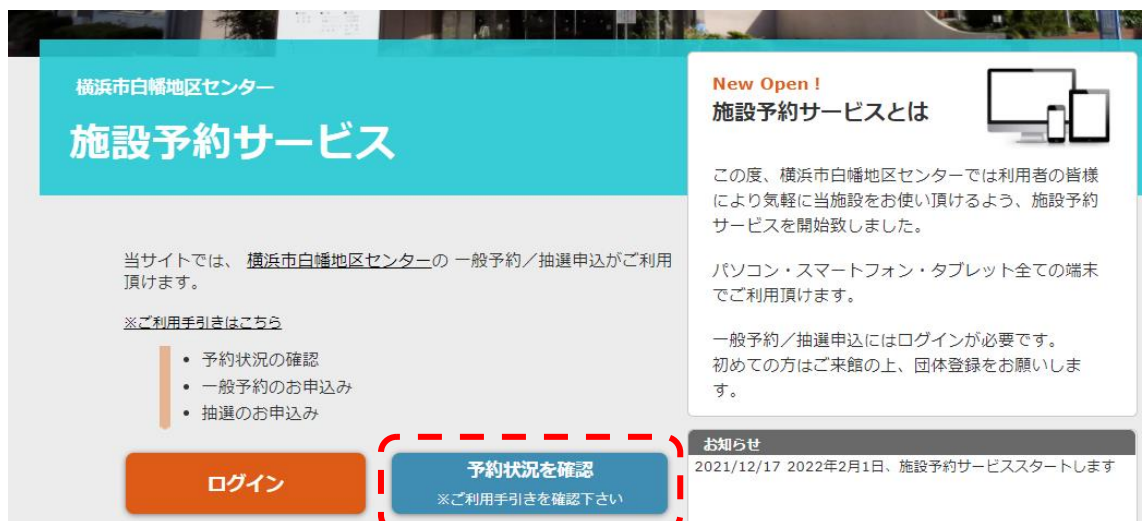 横浜市白幡地区センター
施設予約サービス
当サイトでは、 横浜市白幡地区センターの 一般予約／抽選申込がご利用
頂けます。
※ご利用手引きはこちら
• 予約状況の確認
• 一般予約のお申込み
• 抽選のお申込み
ログイン
予約状況を確認
※ご利用手引きを確認下さい
New Open !
施設予約サービスとは
この度、横浜市白幡地区センターでは利用者の皆様
により気軽に当施設をお使い頂けるよう、施設予約
サービスを開始致しました。
パソコン・スマートフォン・タブレット全ての端末
でご利用頂けます。
一般予約／抽選申込にはログインが必要です。
初めての方はご来館の上、団体登録をお願いしま
す。
お知らせ
2021/12/17 2022年2月1日、施設予約サービススタートします